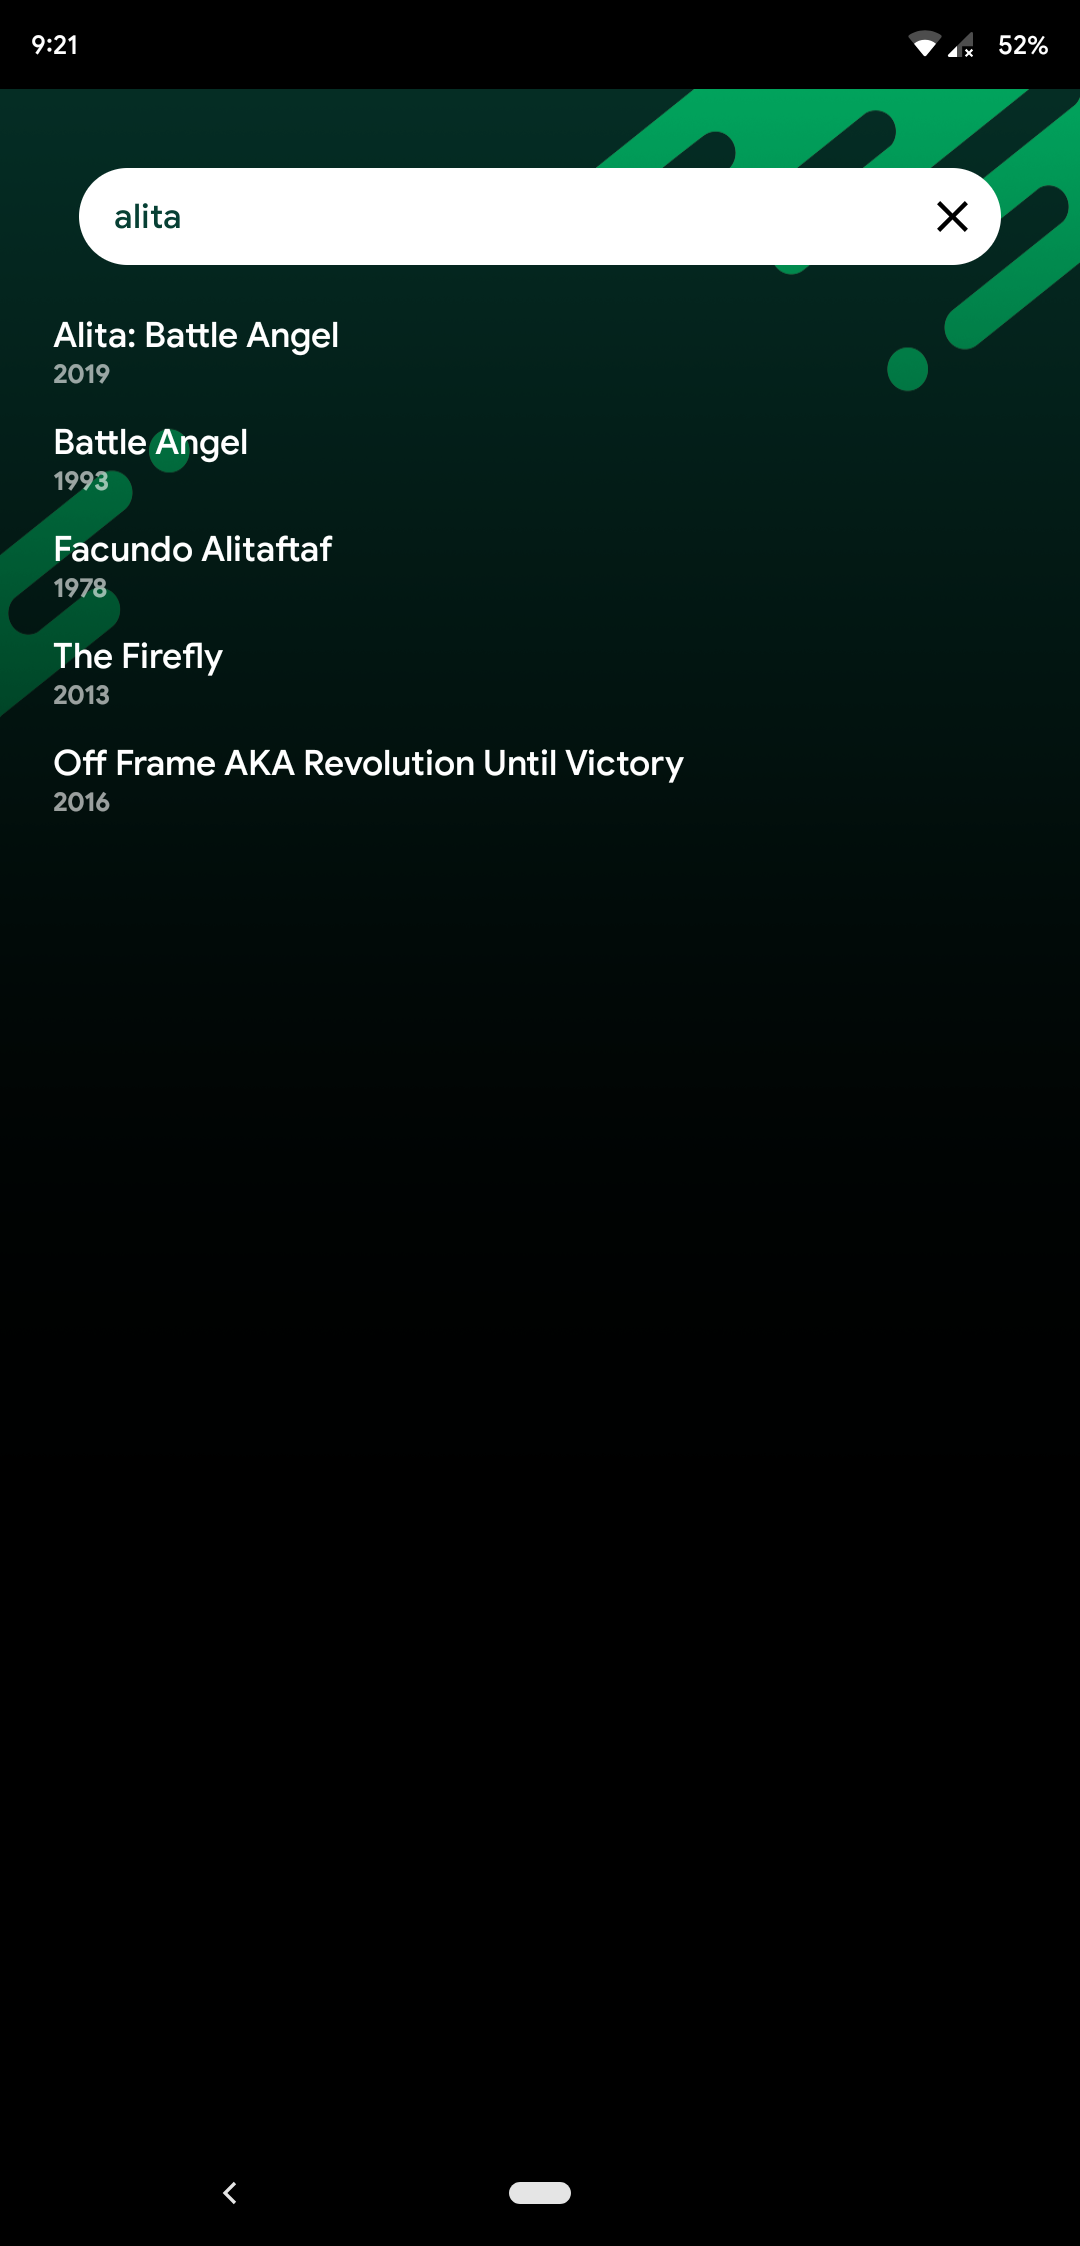 9:21
52%
alita
Alita: Battle Angel
2019
Battle Angel
1993
Facundo Alitaftaf
1978
The Firefly
2013
Off Frame AKA Revolution Until Victory
2016